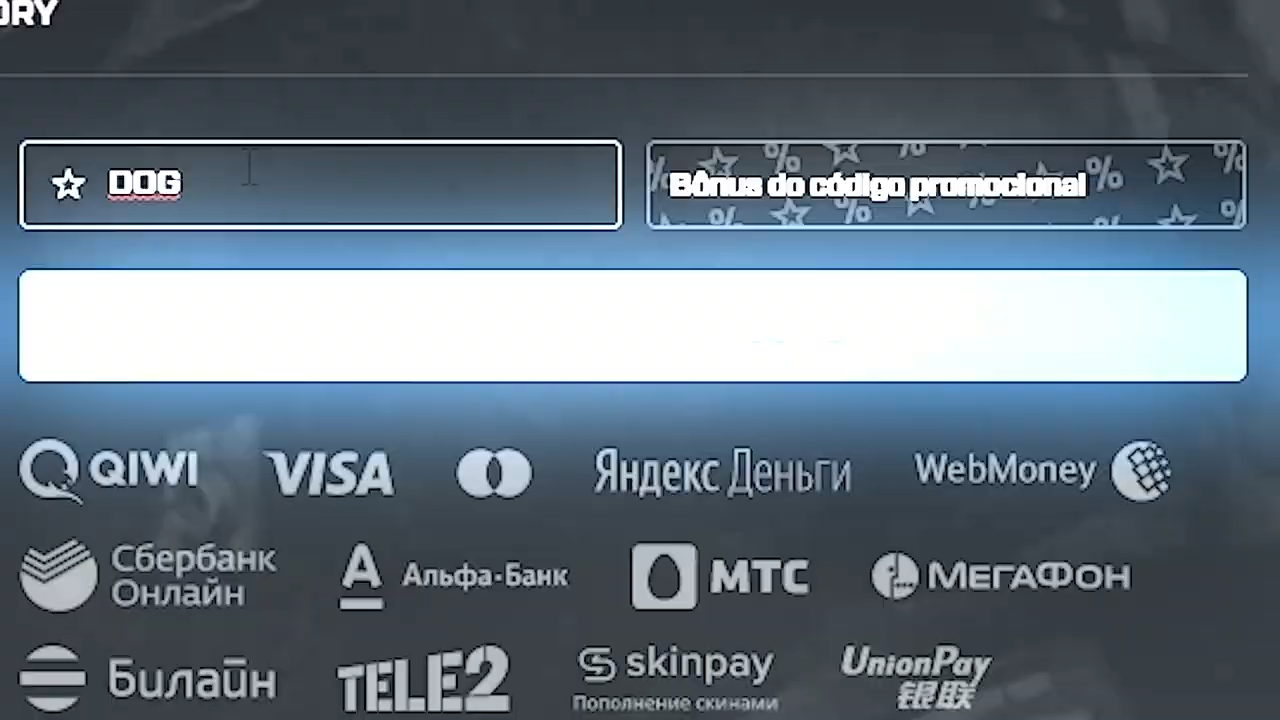 ORY
DOG
Bônus do código promocional
QIWI VISA Яндекс Деньги WebMoney
Сбербанк Онлайн Альфа·Банк МТС МЕГАФОН
Билайн TELE2 skinpay Пополнение скинами UnionPay 银联